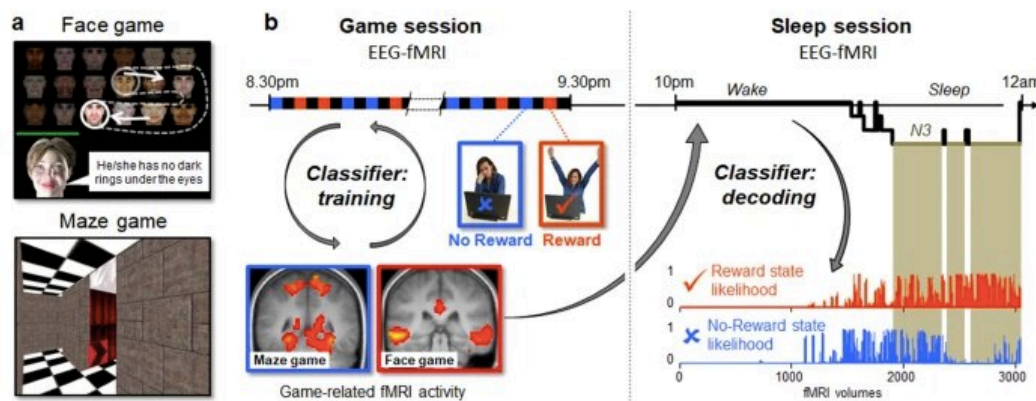 a
Face game
He/she has no dark
rings under the eyes
Maze game
b
Game session
EEG-fMRI
8.30pm
9.30pm
Classifier:
training
No Reward
Reward
Maze game
Face game
Game-related fMRI activity
Sleep session
EEG-fMRI
10pm
12am
Wake
Sleep
N3
Classifier:
decoding
1
0
Reward state
likelihood
1
0
No-Reward state
likelihood
0
1000
2000
3000
fMRI volumes